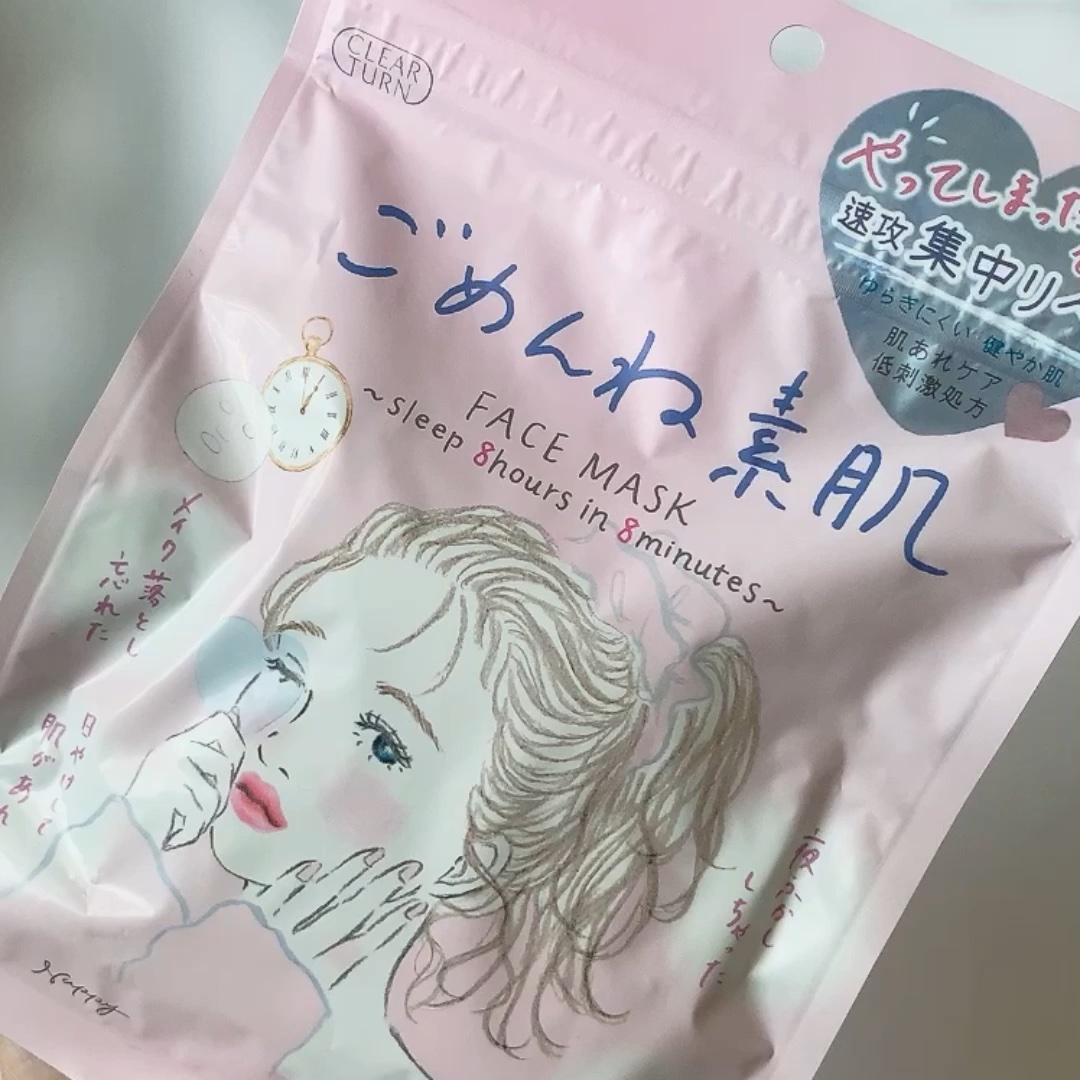 CLEAR
TURN
やってしまった
速攻 集中リペ
ゆらぎにくい 健やか肌
肌あれケア
低刺激処方
ごめんね素肌
FACE MASK
~sleep 8hours in 8minutes~
メイク落とし
忘れた
日やけして
肌があれ
夜ふかし
しちゃった